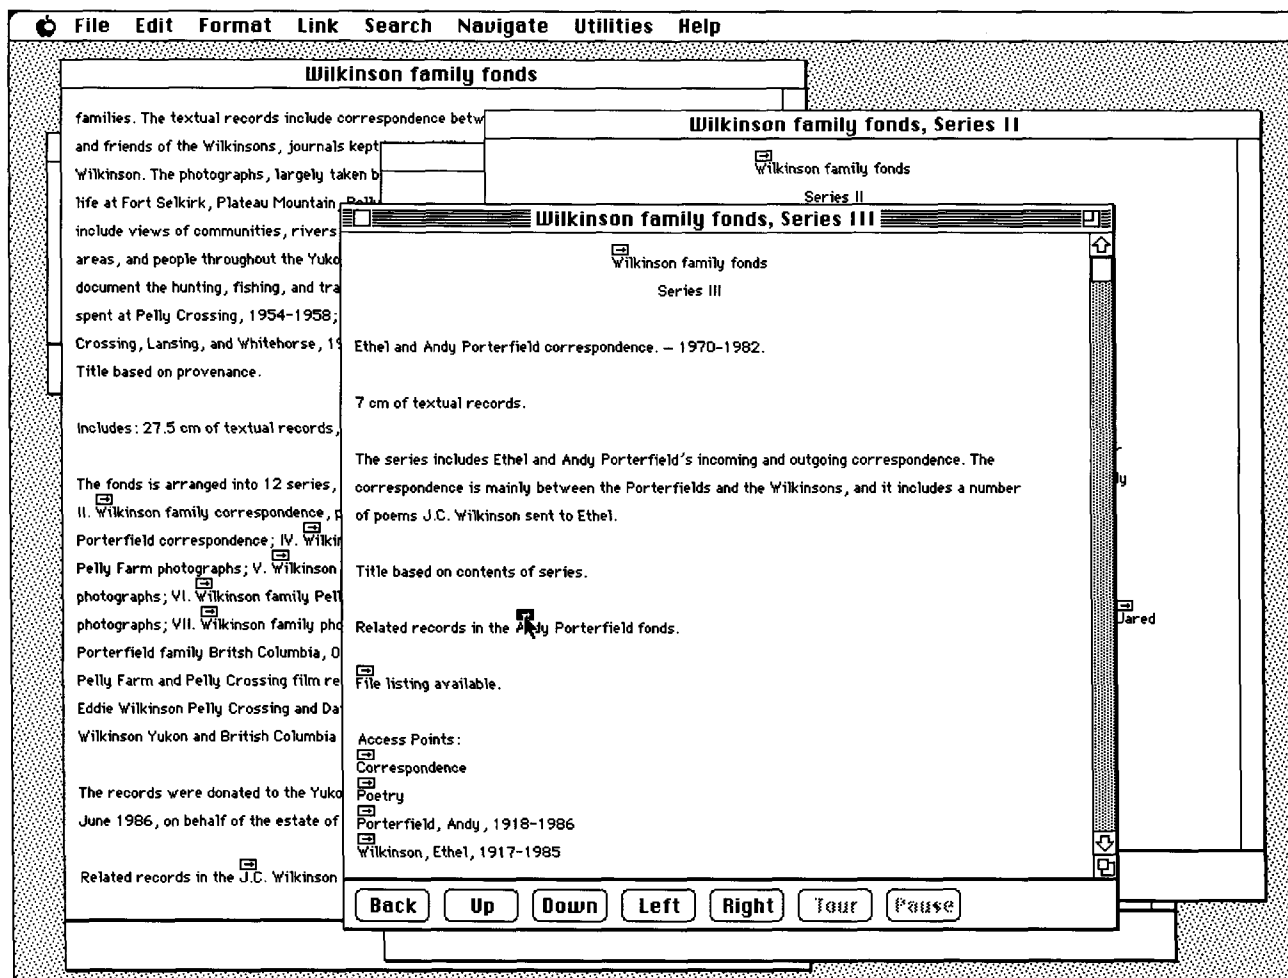 File Edit Format Link Search Navigate Utilities Help
Wilkinson family fonds
families. The textual records include correspondence betw
and friends of the Wilkinsons, journals kept
Wilkinson. The photographs, largely taken b
life at Fort Selkirk, Plateau Mountain, Pelly
include views of communities, rivers
areas, and people throughout the Yuko
document the hunting, fishing, and tra
spent at Pelly Crossing, 1954-1958;
Crossing, Lansing, and Whitehorse, 19
Title based on provenance.
Includes: 27.5 cm of textual records,
The fonds is arranged into 12 series,
II. Wilkinson family correspondence, p
Porterfield correspondence; IV. Wilkin
Pelly Farm photographs; V. Wilkinson
photographs; VI. Wilkinson family Pell
photographs; VII. Wilkinson family pho
Porterfield family Britsh Columbia, O
Pelly Farm and Pelly Crossing film re
Eddie Wilkinson Pelly Crossing and Da
Wilkinson Yukon and British Columbia
The records were donated to the Yuko
June 1986, on behalf of the estate of
Related records in the J.C. Wilkinson
Wilkinson family fonds, Series II
Wilkinson family fonds
Series II
ly
Jared
Wilkinson family fonds, Series III
Wilkinson family fonds
Series III
Ethel and Andy Porterfield correspondence. – 1970-1982.
7 cm of textual records.
The series includes Ethel and Andy Porterfield's incoming and outgoing correspondence. The
correspondence is mainly between the Porterfields and the Wilkinsons, and it includes a number
of poems J.C. Wilkinson sent to Ethel.
Title based on contents of series.
Related records in the Andy Porterfield fonds.
File listing available.
Access Points:
Correspondence
Poetry
Porterfield, Andy, 1918-1986
Wilkinson, Ethel, 1917-1985
Back Up Down Left Right Tour Pause